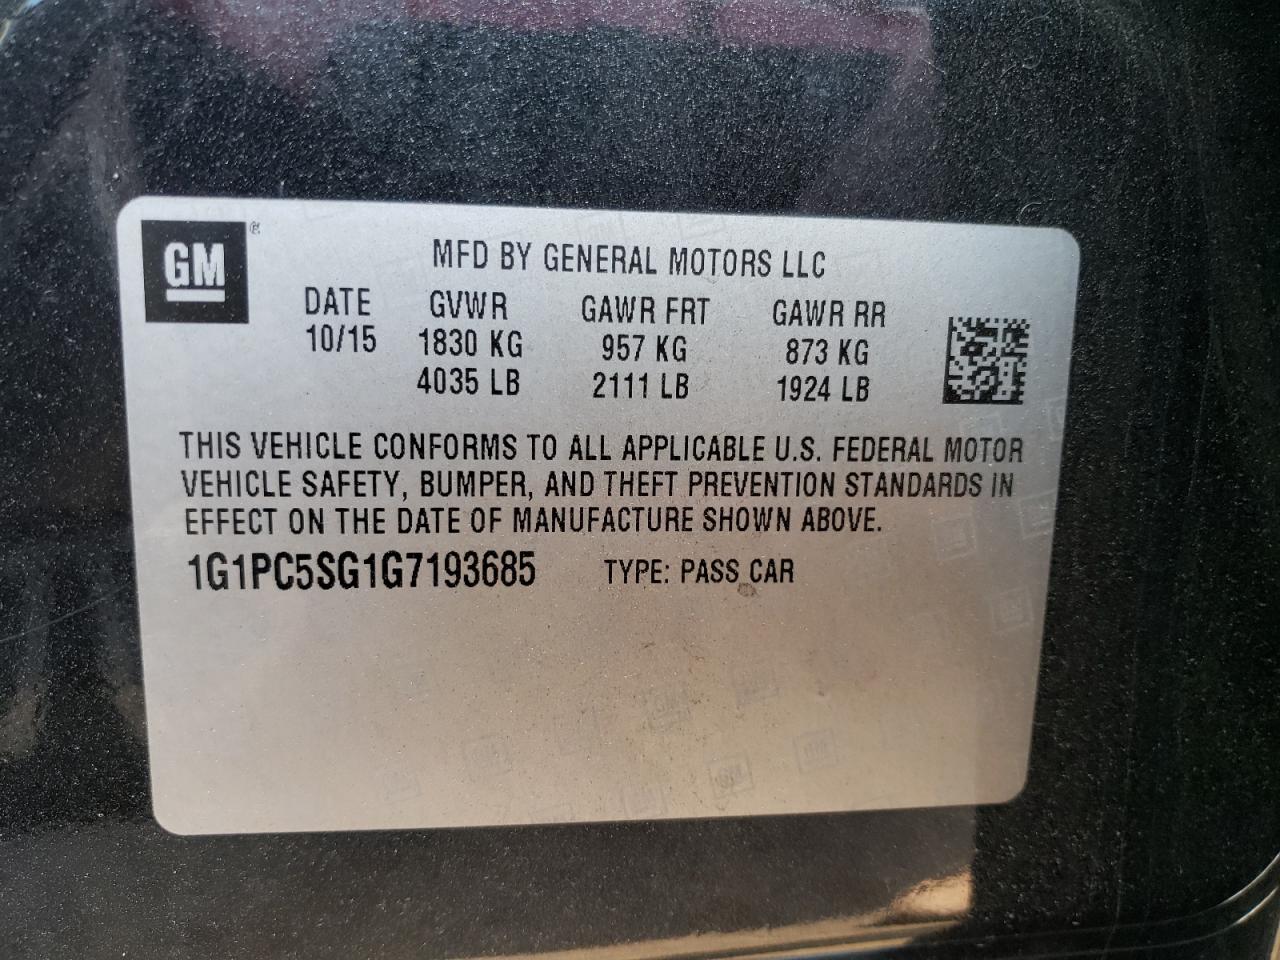 GM®
MFD BY GENERAL MOTORS LLC
DATE GVWR GAWR FRT GAWR RR
10/15 1830 KG 957 KG 873 KG
4035 LB 2111 LB 1924 LB
THIS VEHICLE CONFORMS TO ALL APPLICABLE U.S. FEDERAL MOTOR
VEHICLE SAFETY, BUMPER, AND THEFT PREVENTION STANDARDS IN
EFFECT ON THE DATE OF MANUFACTURE SHOWN ABOVE.
1G1PC5SG1G7193685 TYPE: PASS CAR